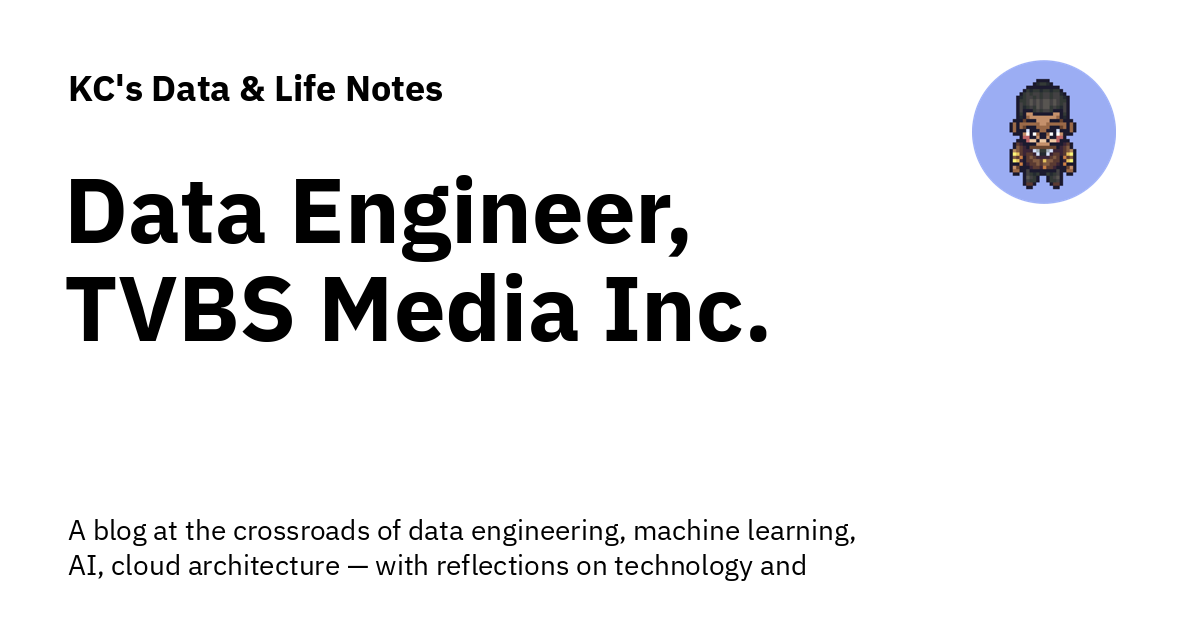 KC's Data & Life Notes
Data Engineer,
TVBS Media Inc.
A blog at the crossroads of data engineering, machine learning,
AI, cloud architecture — with reflections on technology and